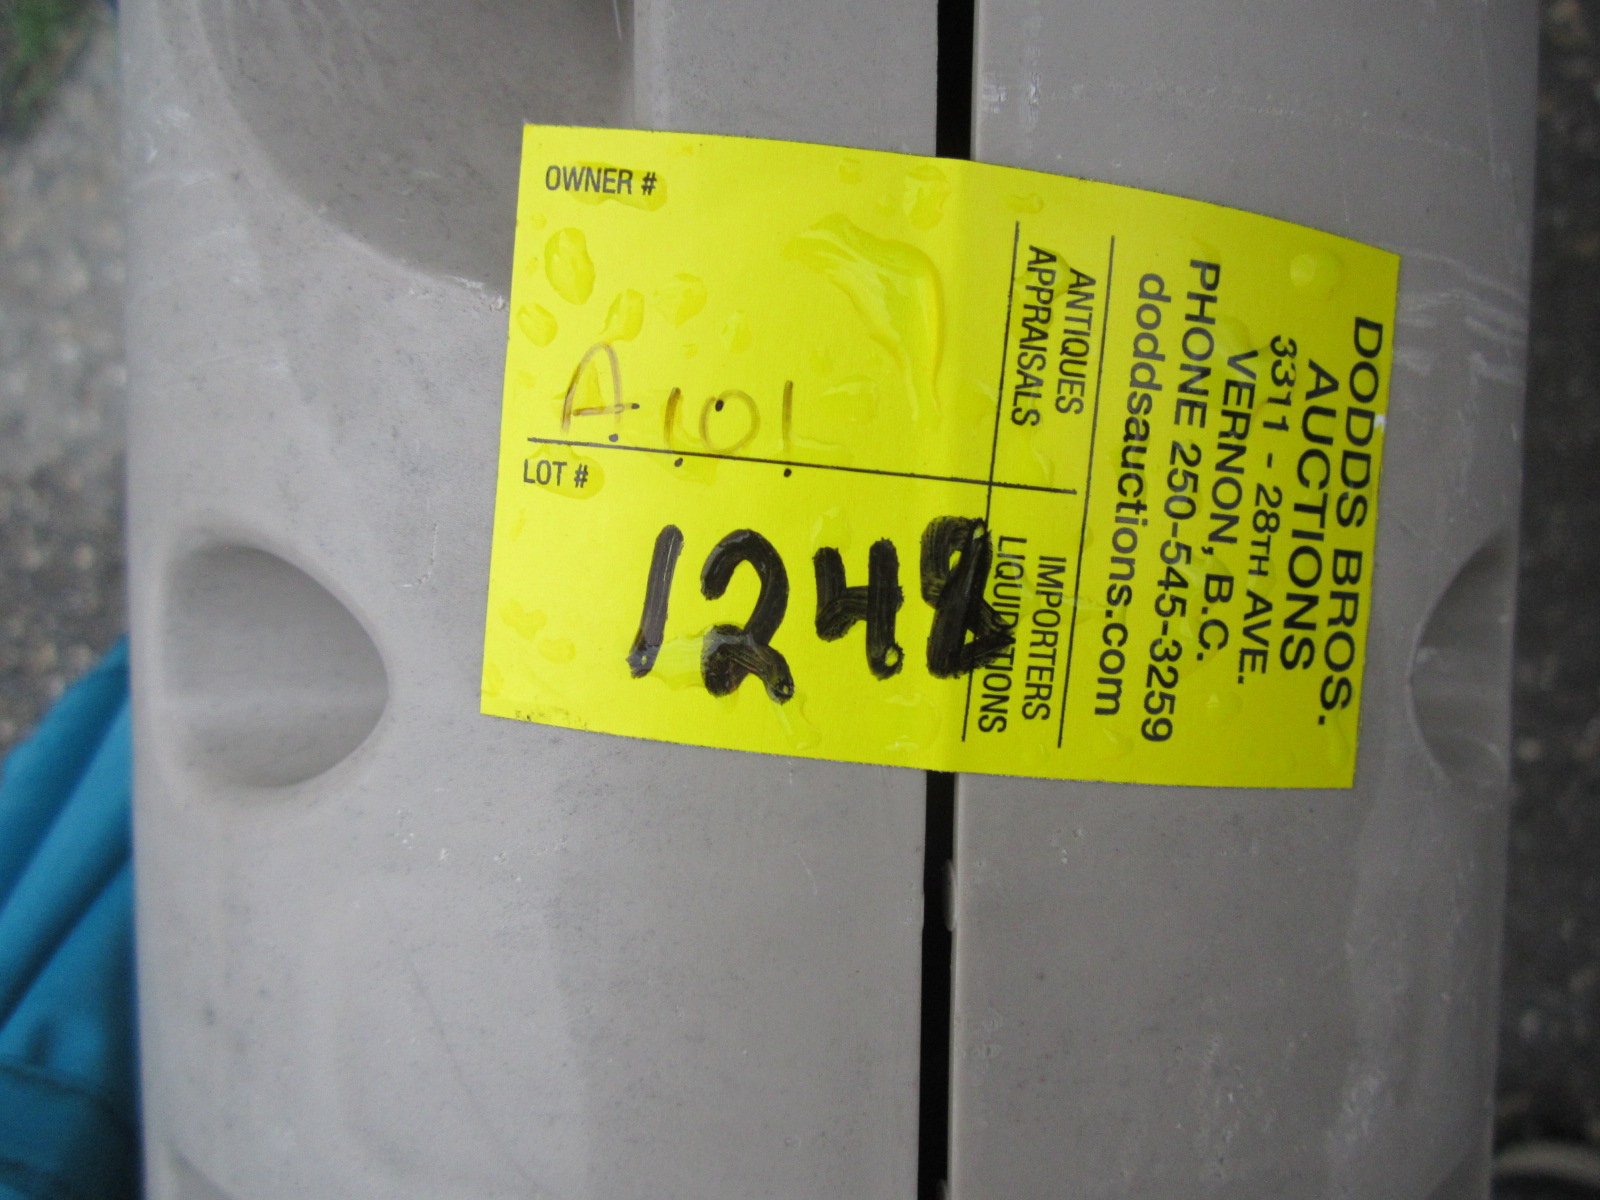 DODDS BROS.
AUCTIONS
3311 - 28TH AVE.
VERNON, B.C.
PHONE 250-545-3259
doddsauctions.com
ANTIQUES
APPRAISALS
IMPORTERS
LIQUIDATIONS
OWNER #
A101
LOT #
1248